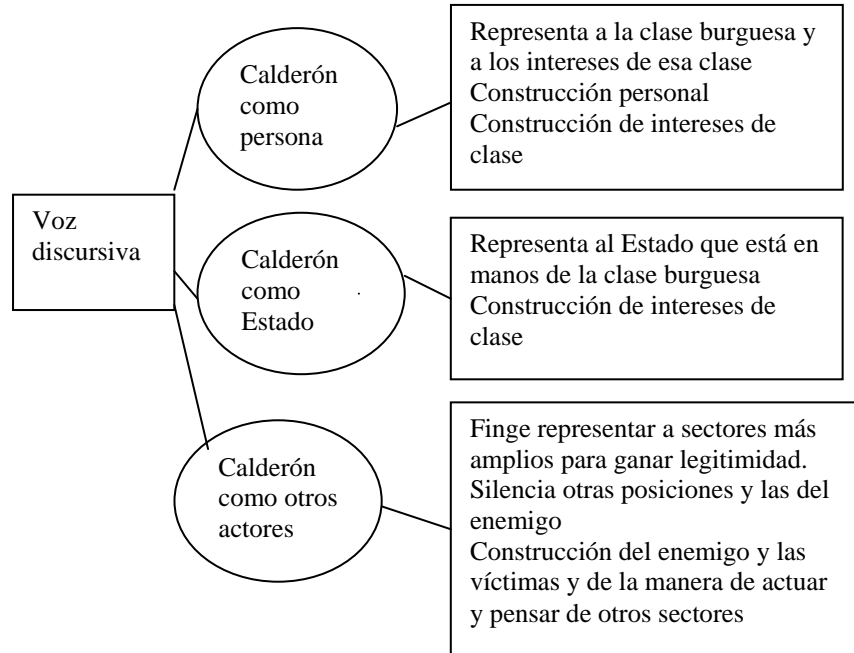 Voz
discursiva
Calderón
como
persona
Representa a la clase burguesa y
a los intereses de esa clase
Construcción personal
Construcción de intereses de
clase
Calderón
como
Estado
Representa al Estado que está en
manos de la clase burguesa
Construcción de intereses de
clase
Calderón
como otros
actores
Finge representar a sectores más
amplios para ganar legitimidad.
Silencia otras posiciones y las del
enemigo
Construcción del enemigo y las
víctimas y de la manera de actuar
y pensar de otros sectores